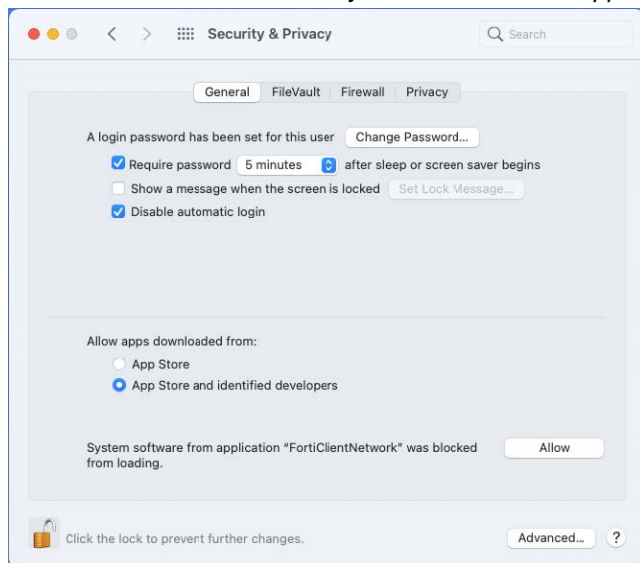 Security & Privacy
Search
General FileVault Firewall Privacy
A login password has been set for this user Change Password...
Require password 5 minutes after sleep or screen saver begins
Show a message when the screen is locked Set Lock Message...
Disable automatic login
Allow apps downloaded from:
App Store
App Store and identified developers
System software from application “FortiClientNetwork” was blocked Allow
from loading.
Click the lock to prevent further changes.
Advanced... ?